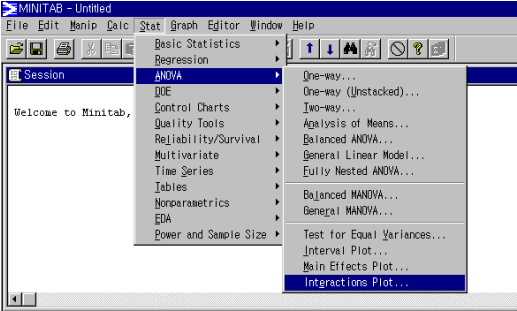 MINITAB - Untitled
File Edit Manip Calc Stat Graph Editor Window Help
Session
Welcome to Minitab,
Basic Statistics
Regression
ANOVA
DOE
Control Charts
Quality Tools
Reliability/Survival
Multivariate
Time Series
Tables
Nonparametrics
EDA
Power and Sample Size
One-way...
One-way (Unstacked)...
Two-way...
Analysis of Means...
Balanced ANOVA...
General Linear Model...
Fully Nested ANOVA...
Balanced MANOVA...
General MANOVA...
Test for Equal Variances...
Interval Plot...
Main Effects Plot...
Interactions Plot...